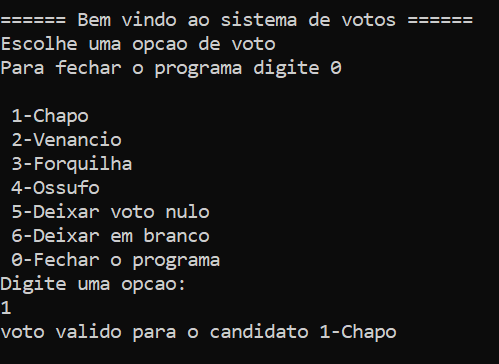 ====== Bem vindo ao sistema de votos ======
Escolhe uma opcao de voto
Para fechar o programa digite 0
1-Chapo
2-Venancio
3-Forquilha
4-Ossufo
5-Deixar voto nulo
6-Deixar em branco
0-Fechar o programa
Digite uma opcao:
1
voto valido para o candidato 1-Chapo